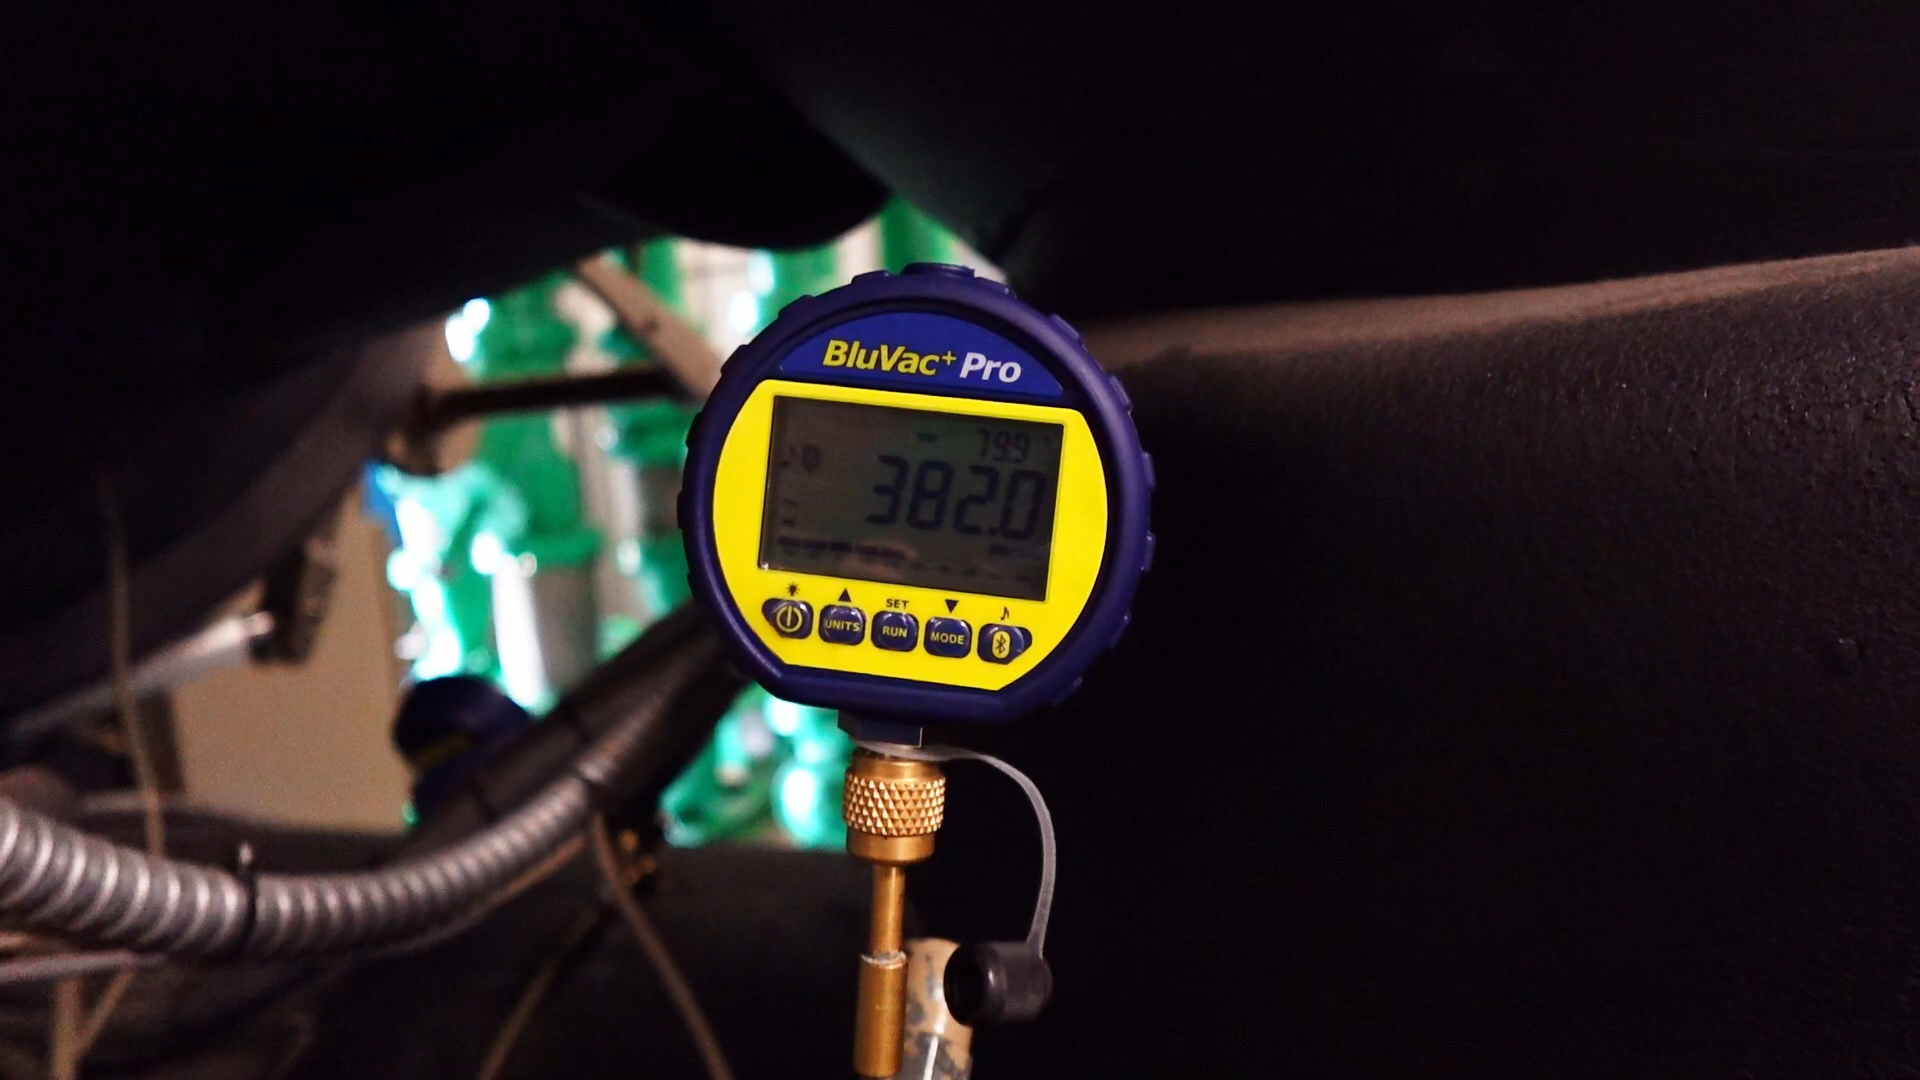 BluVac+ Pro
79.9
382.0
SET
UNITS RUN MODE